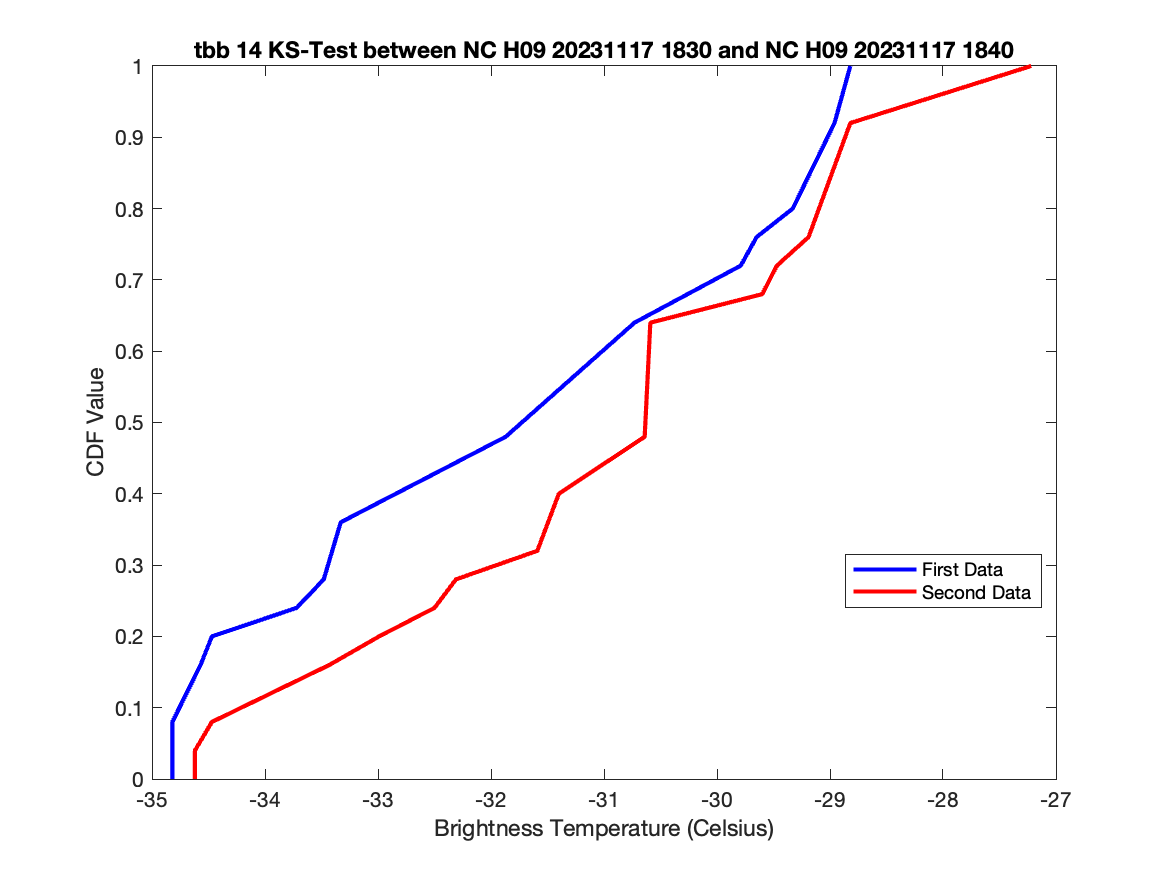 tbb 14 KS-Test between NC H09 20231117 1830 and NC H09 20231117 1840
1
0.9
0.8
0.7
0.6
0.5
0.4
0.3
0.2
0.1
0
CDF Value
First Data
Second Data
-35 -34 -33 -32 -31 -30 -29 -28 -27
Brightness Temperature (Celsius)